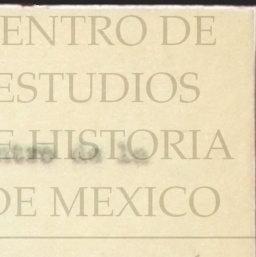 ENTRO DE
ESTUDIOS
E HISTORIA
DE MEXICO